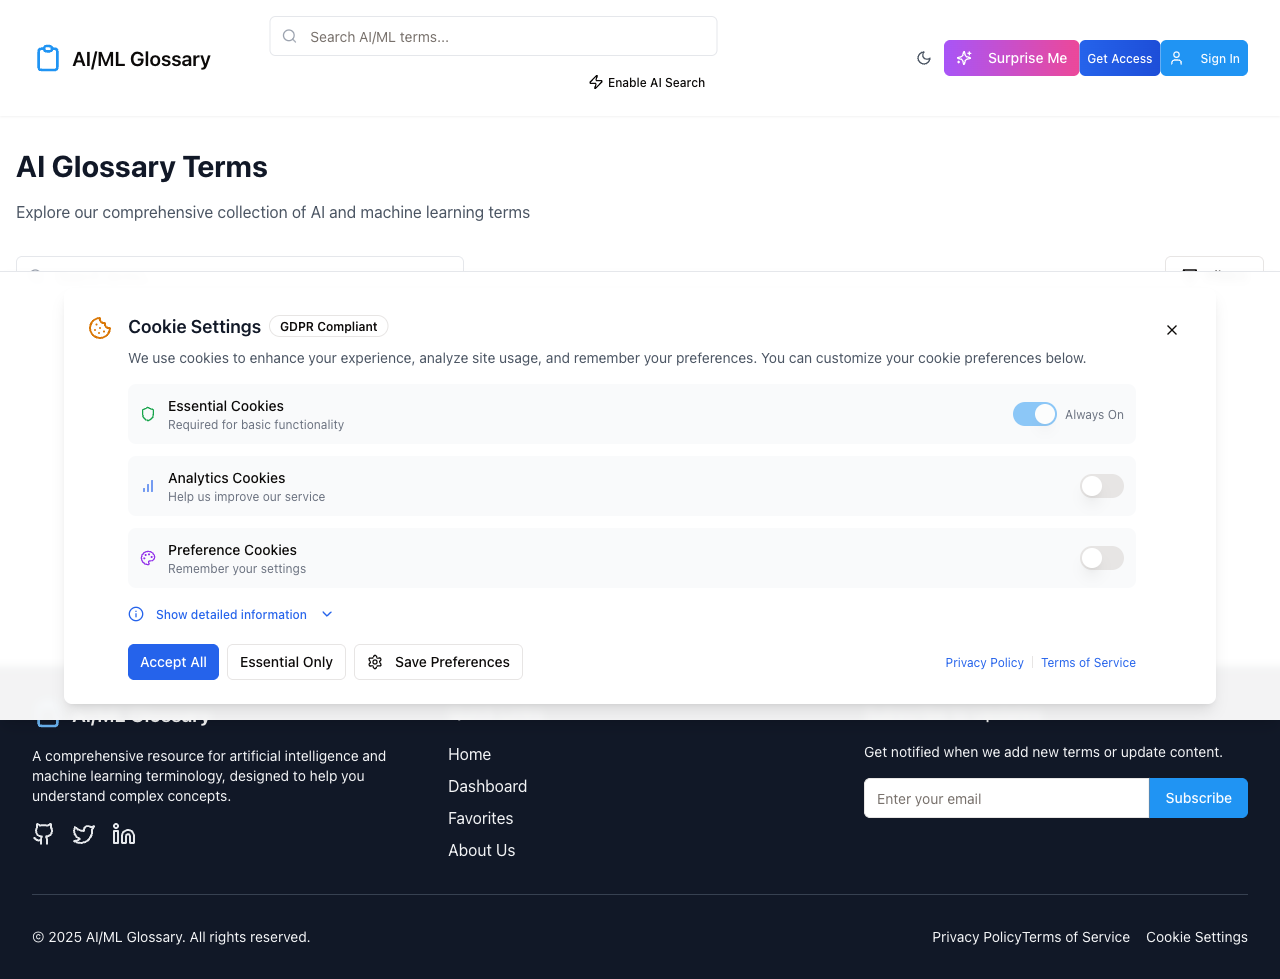 AI/ML Glossary
Search AI/ML terms...
Enable AI Search
Surprise Me
Get Access
Sign In
AI Glossary Terms
Explore our comprehensive collection of AI and machine learning terms
Cookie Settings
GDPR Compliant
We use cookies to enhance your experience, analyze site usage, and remember your preferences. You can customize your cookie preferences below.
Essential Cookies
Required for basic functionality
Always On
Analytics Cookies
Help us improve our service
Preference Cookies
Remember your settings
Show detailed information
Accept All
Essential Only
Save Preferences
Privacy Policy
Terms of Service
AI/ML Glossary
A comprehensive resource for artificial intelligence and
machine learning terminology, designed to help you
understand complex concepts.
Home
Dashboard
Favorites
About Us
Get notified when we add new terms or update content.
Enter your email
Subscribe
© 2025 AI/ML Glossary. All rights reserved.
Privacy Policy
Terms of Service
Cookie Settings